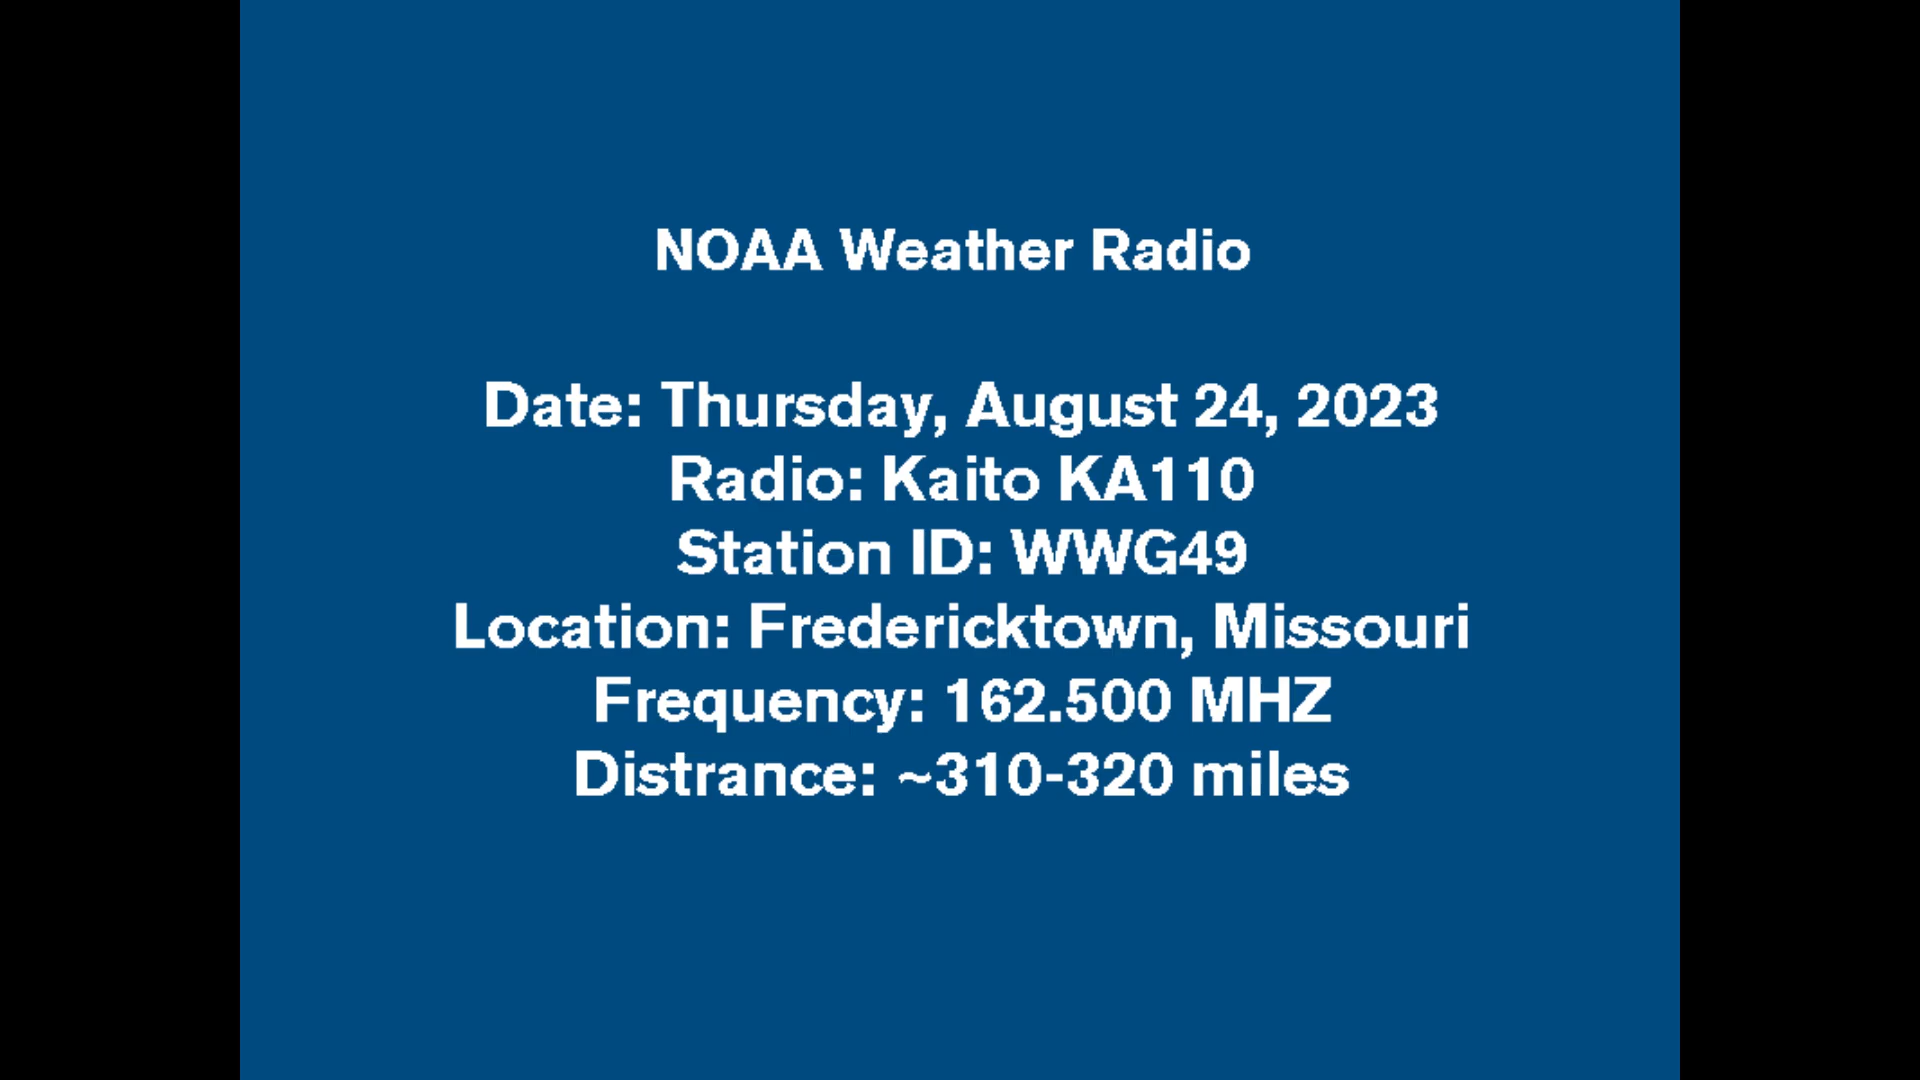 NOAA Weather Radio
Date: Thursday, August 24, 2023
Radio: Kaito KA110
Station ID: WWG49
Location: Fredericktown, Missouri
Frequency: 162.500 MHZ
Distrance: ~310-320 miles